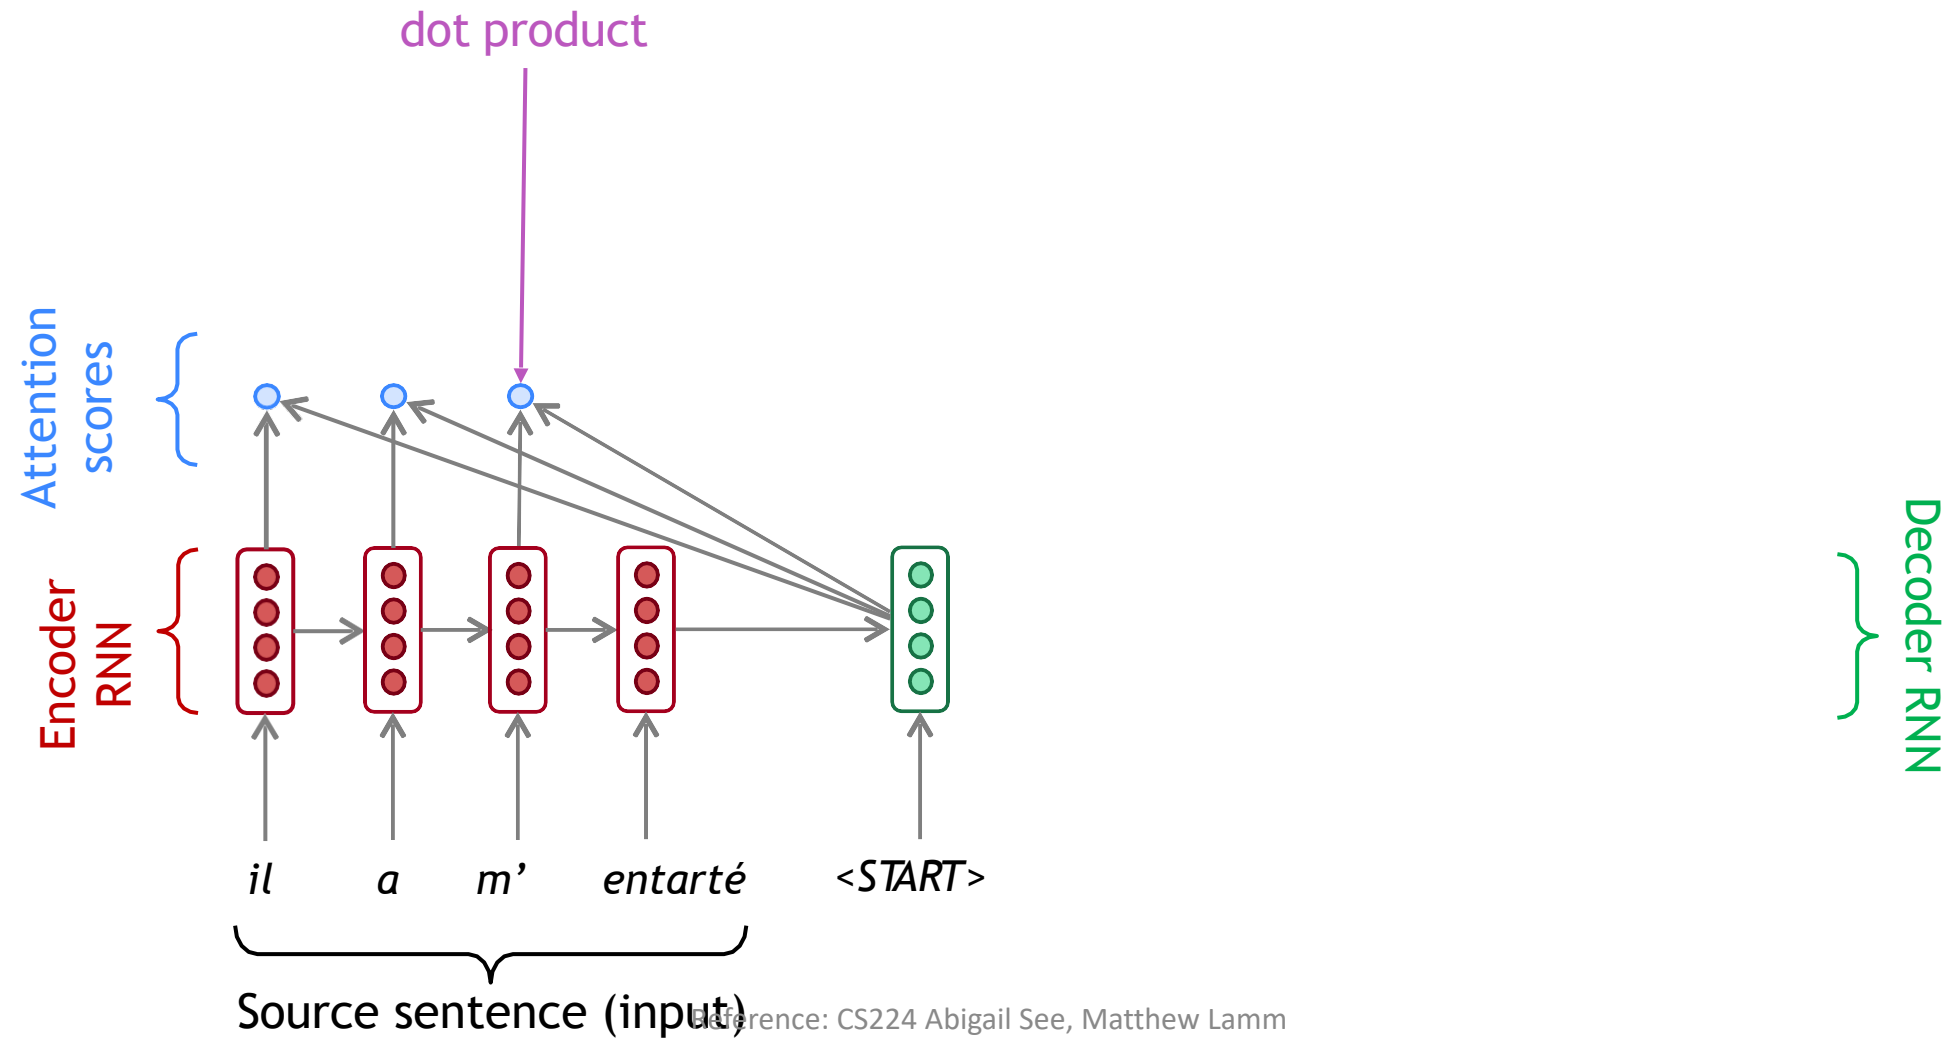 dot product
Attention
scores
Encoder
RNN
Decoder RNN
il a m’ entarté <START>
Source sentence (input)
Reference: CS224 Abigail See, Matthew Lamm